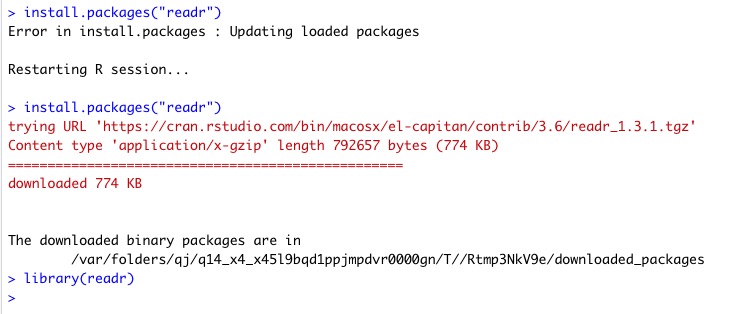 > install.packages("readr")
Error in install.packages : Updating loaded packages
Restarting R session...
> install.packages("readr")
trying URL 'https://cran.rstudio.com/bin/macosx/el-capitan/contrib/3.6/readr_1.3.1.tgz'
Content type 'application/x-gzip' length 792657 bytes (774 KB)
==================================================
downloaded 774 KB
The downloaded binary packages are in
/var/folders/qj/q14_x4_x45l9bqd1ppjmpdvr0000gn/T//Rtmp3NkV9e/downloaded_packages
> library(readr)
>